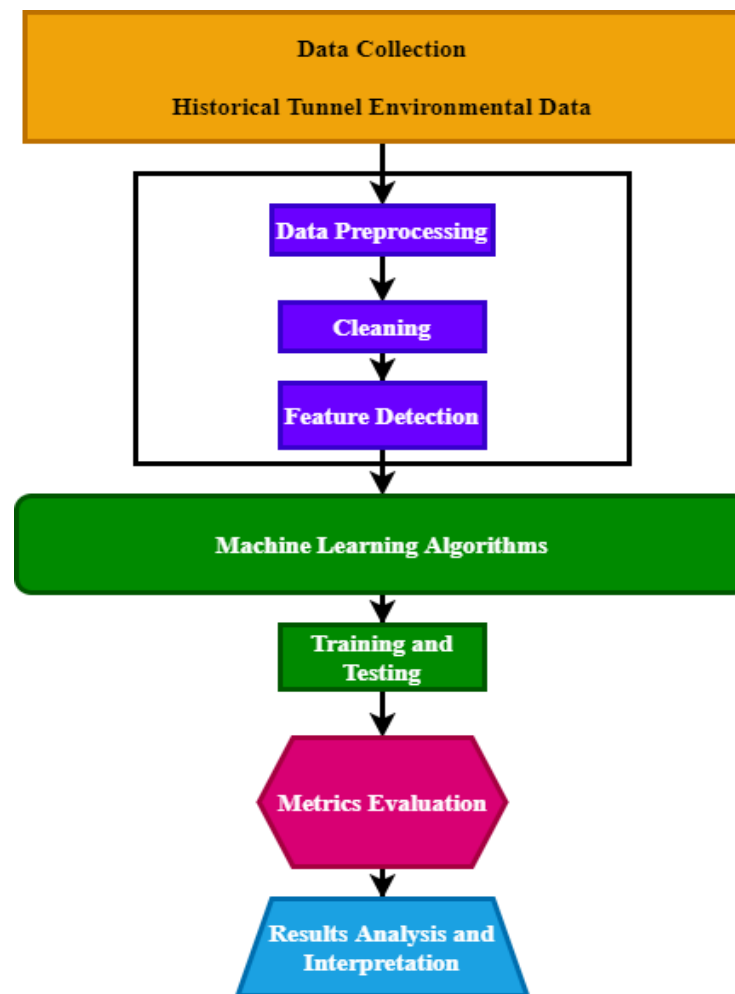 Data Collection
Historical Tunnel Environmental Data
Data Preprocessing
Cleaning
Feature Detection
Machine Learning Algorithms
Training and
Testing
Metrics Evaluation
Results Analysis and
Interpretation